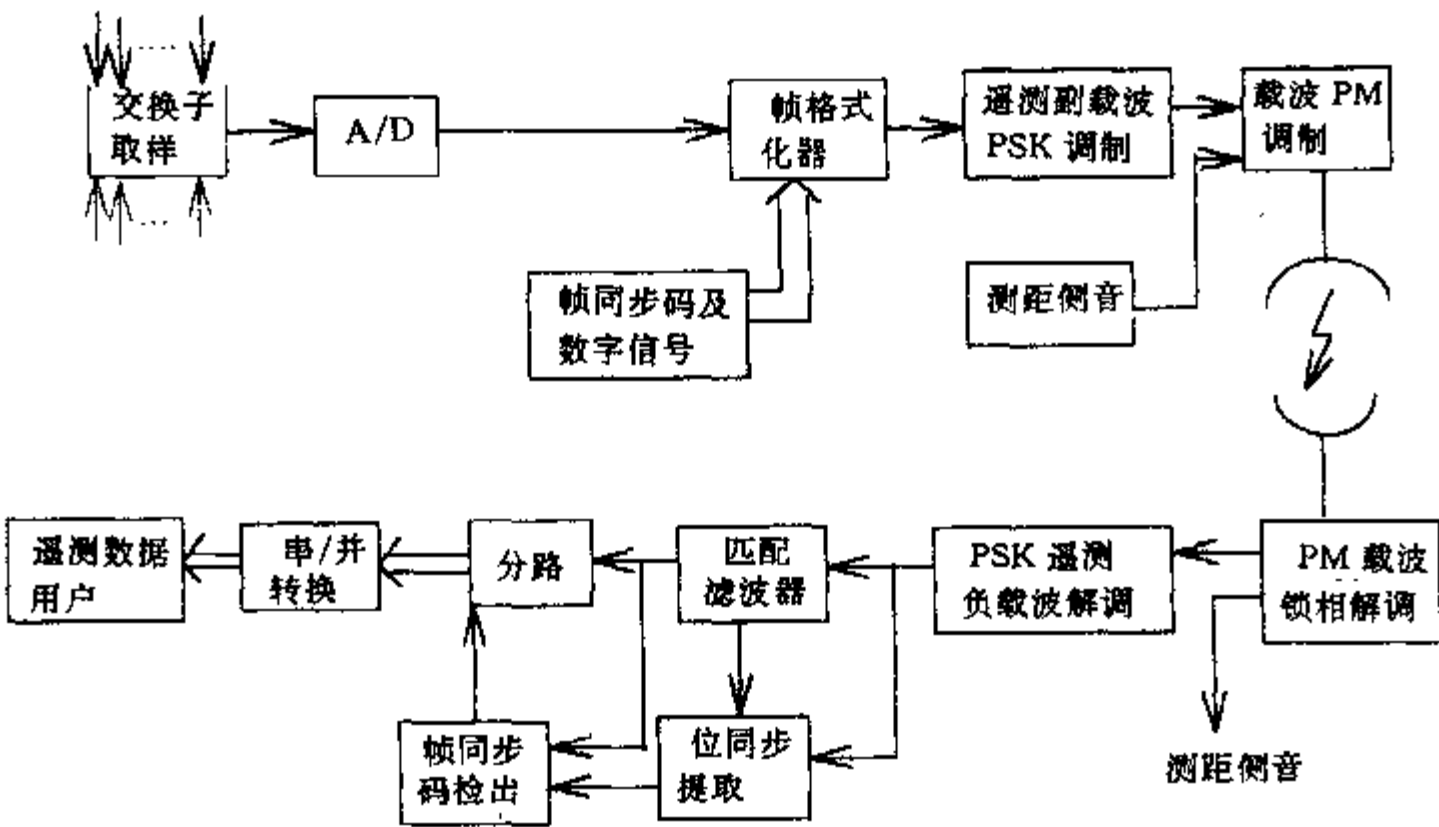 交换子
取样
A/D
帧格式
化器
遥测副载波
PSK 调制
载波 PM
调制
帧同步码及
数字信号
测距侧音
遥测数据
用户
串/并
转换
分路
匹配
滤波器
PSK 遥测
负载波解调
PM 载波
锁相解调
帧同步
码检出
位同步
提取
测距侧音